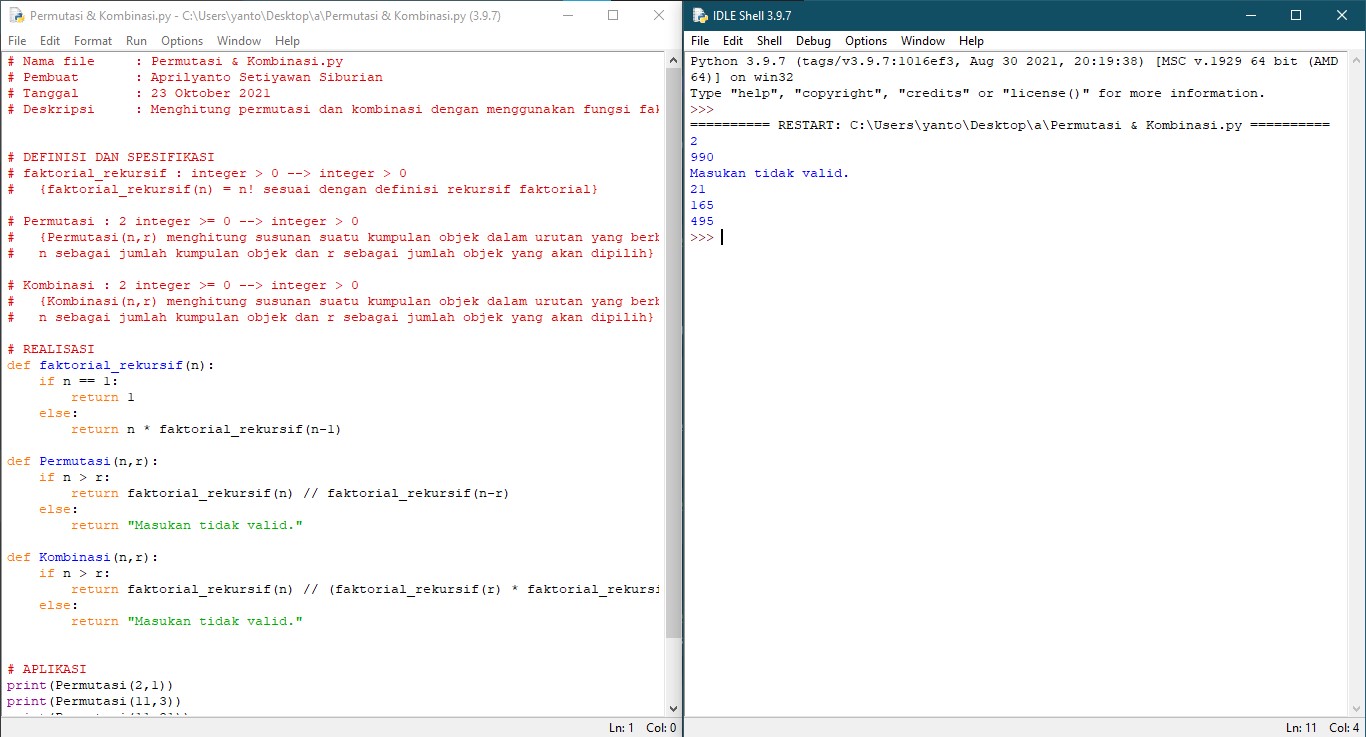 Permutasi & Kombinasi.py - C:\Users\yanto\Desktop\a\Permutasi & Kombinasi.py (3.9.7)
File Edit Format Run Options Window Help
# Nama file     : Permutasi & Kombinasi.py
# Pembuat       : Aprilyanto Setiyawan Siburian
# Tanggal       : 23 Oktober 2021
# Deskripsi     : Menghitung permutasi dan kombinasi dengan menggunakan fungsi fak
# DEFINISI DAN SPESIFIKASI
# faktorial_rekursif : integer > 0 --> integer > 0
#   {faktorial_rekursif(n) = n! sesuai dengan definisi rekursif faktorial}
# Permutasi : 2 integer >= 0 --> integer > 0
#   {Permutasi(n,r) menghitung susunan suatu kumpulan objek dalam urutan yang berb
#   n sebagai jumlah kumpulan objek dan r sebagai jumlah objek yang akan dipilih}
# Kombinasi : 2 integer >= 0 --> integer > 0
#   {Kombinasi(n,r) menghitung susunan suatu kumpulan objek dalam urutan yang berb
#   n sebagai jumlah kumpulan objek dan r sebagai jumlah objek yang akan dipilih}
# REALISASI
def faktorial_rekursif(n):
    if n == 1:
        return 1
    else:
        return n * faktorial_rekursif(n-1)
def Permutasi(n,r):
    if n > r:
        return faktorial_rekursif(n) // faktorial_rekursif(n-r)
    else:
        return "Masukan tidak valid."
def Kombinasi(n,r):
    if n > r:
        return faktorial_rekursif(n) // (faktorial_rekursif(r) * faktorial_rekursi
    else:
        return "Masukan tidak valid."
# APLIKASI
print(Permutasi(2,1))
print(Permutasi(11,3))
Ln: 1 Col: 0
IDLE Shell 3.9.7
File Edit Shell Debug Options Window Help
Python 3.9.7 (tags/v3.9.7:1016ef3, Aug 30 2021, 20:19:38) [MSC v.1929 64 bit (AMD
64)] on win32
Type "help", "copyright", "credits" or "license()" for more information.
>>>
========== RESTART: C:\Users\yanto\Desktop\a\Permutasi & Kombinasi.py ==========
2
990
Masukan tidak valid.
21
165
495
>>>
Ln: 11 Col: 4